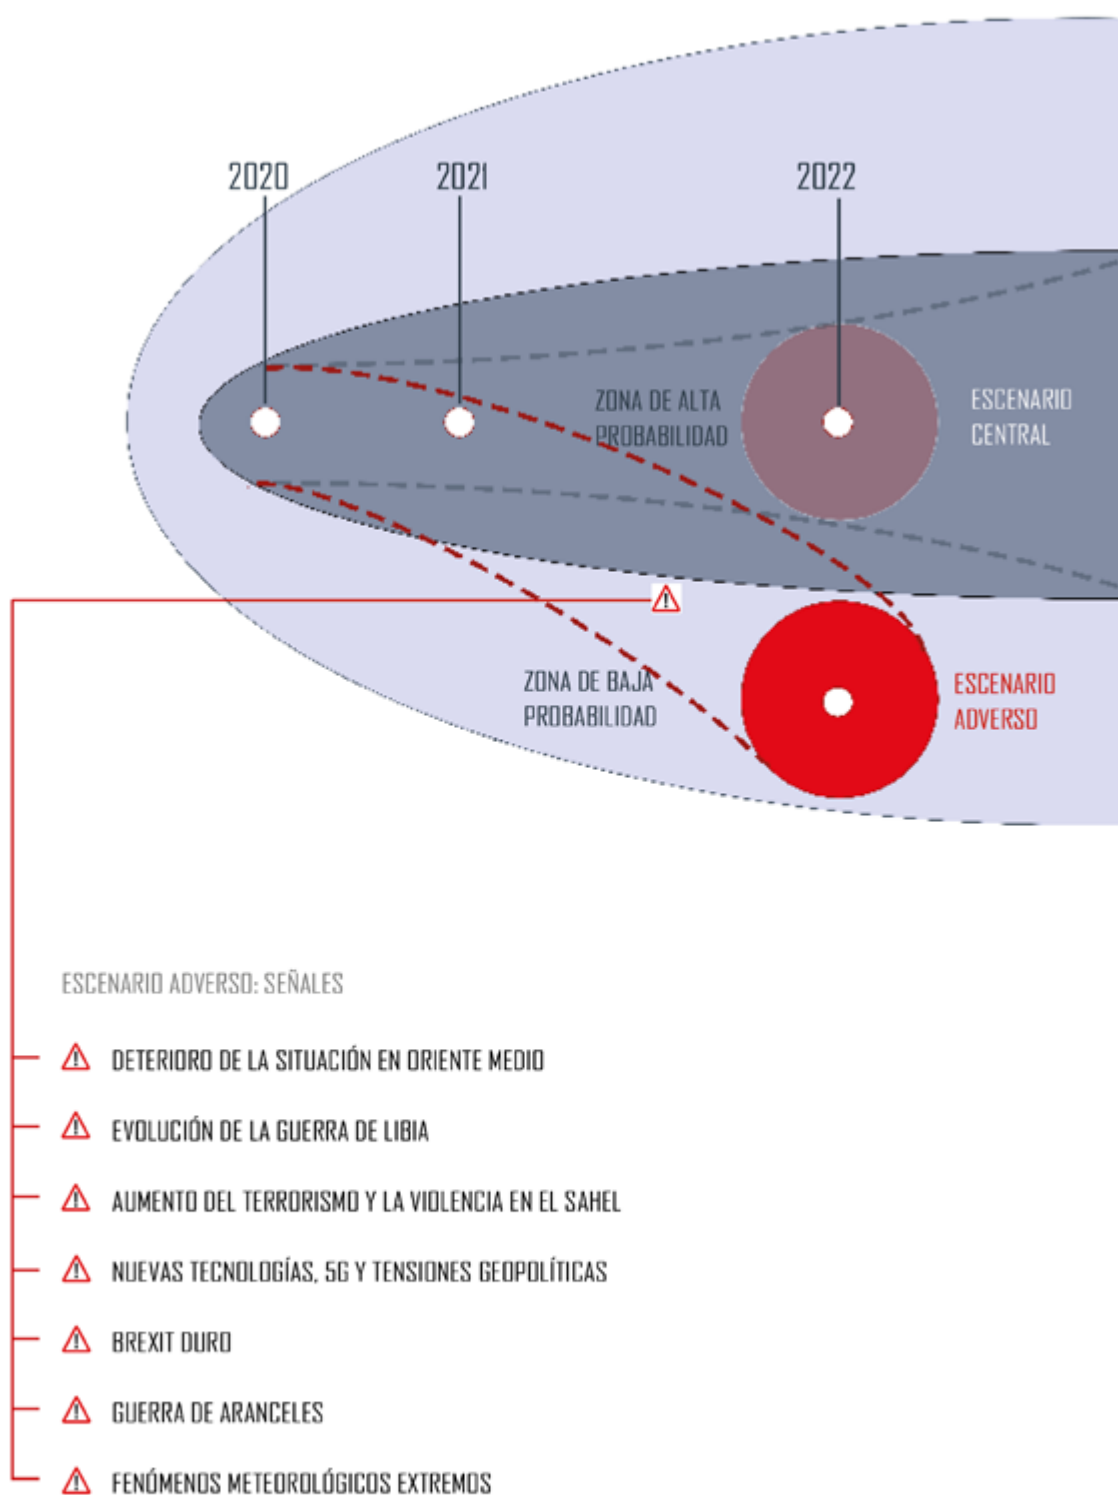 2020
2021
2022
ZONA DE ALTA
PROBABILIDAD
ESCENARIO
CENTRAL
ZONA DE BAJA
PROBABILIDAD
ESCENARIO
ADVERSO
ESCENARIO ADVERSO: SEÑALES
DETERIORO DE LA SITUACIÓN EN ORIENTE MEDIO
EVOLUCIÓN DE LA GUERRA DE LIBIA
AUMENTO DEL TERRORISMO Y LA VIOLENCIA EN EL SAHEL
NUEVAS TECNOLOGÍAS, 5G Y TENSIONES GEOPOLÍTICAS
BREXIT DURO
GUERRA DE ARANCELES
FENÓMENOS METEOROLÓGICOS EXTREMOS